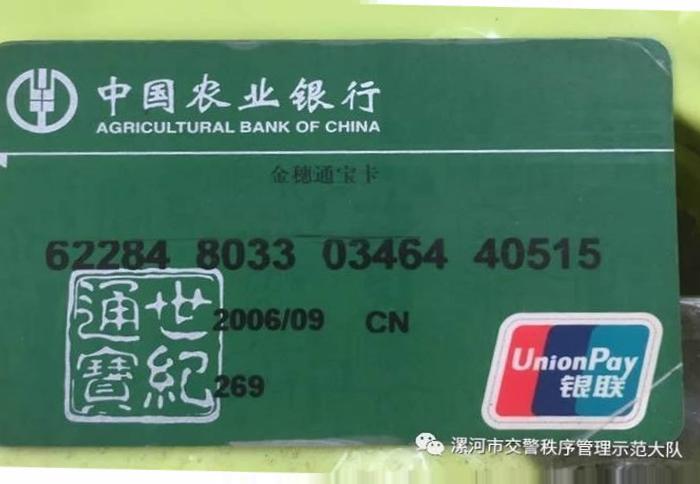 中国农业银行
AGRICULTURAL BANK OF CHINA
金穗通宝卡
62284 8033 03464 40515
世紀
通寶
2006/09 CN
269
UnionPay
银联
漯河市交警秩序管理示范大队